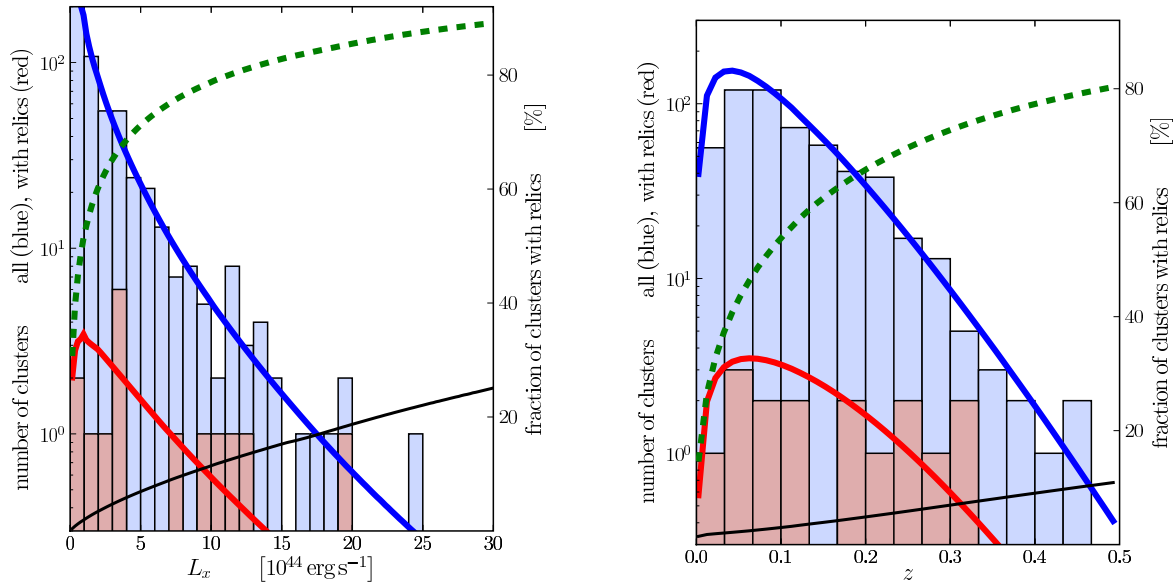 number of clusters all (blue), with relics (red)
10²
10¹
10⁰
0 5 10 15 20 25 30
Lₓ [10⁴⁴ erg s⁻¹]
80
60
40
20
fraction of clusters with relics [%]
number of clusters all (blue), with relics (red)
10²
10¹
10⁰
0.0 0.1 0.2 0.3 0.4 0.5
z
80
60
40
20
fraction of clusters with relics [%]